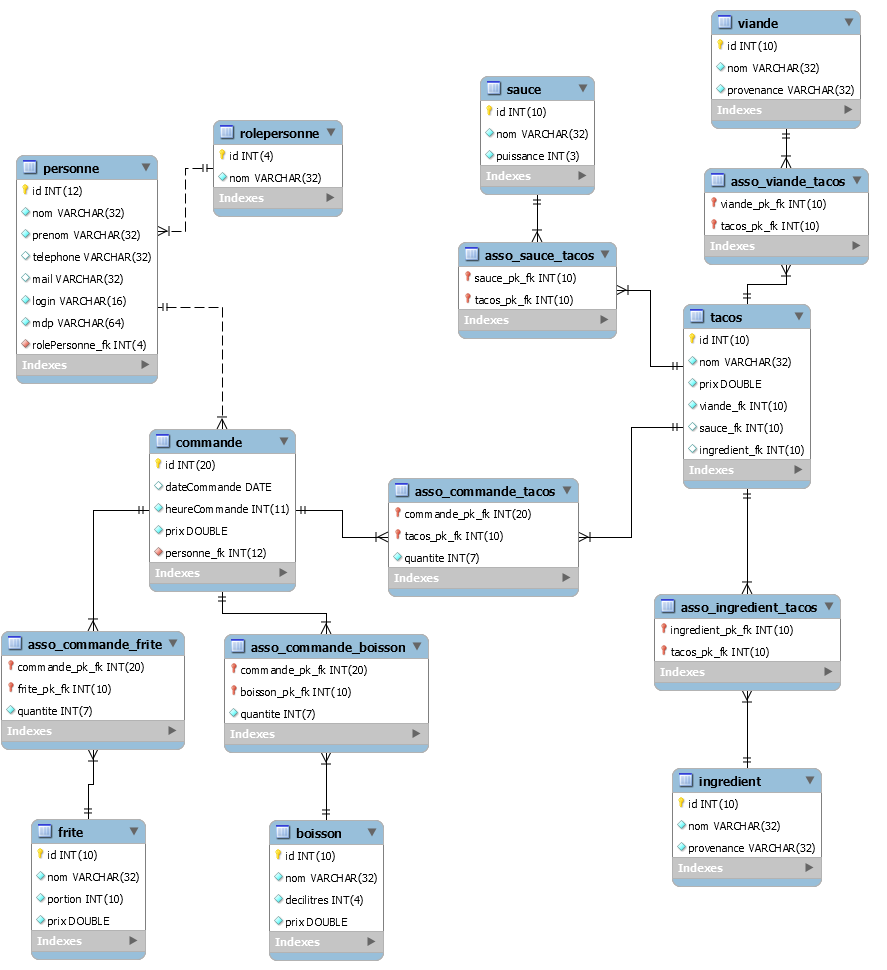 viande
id INT(10)
nom VARCHAR(32)
provenance VARCHAR(32)
Indexes
sauce
id INT(10)
nom VARCHAR(32)
puissance INT(3)
Indexes
rolepersonne
id INT(4)
nom VARCHAR(32)
Indexes
personne
id INT(12)
nom VARCHAR(32)
prenom VARCHAR(32)
telephone VARCHAR(32)
mail VARCHAR(32)
login VARCHAR(16)
mdp VARCHAR(64)
rolePersonne_fk INT(4)
Indexes
asso_viande_tacos
viande_pk_fk INT(10)
tacos_pk_fk INT(10)
Indexes
asso_sauce_tacos
sauce_pk_fk INT(10)
tacos_pk_fk INT(10)
Indexes
tacos
id INT(10)
nom VARCHAR(32)
prix DOUBLE
viande_fk INT(10)
sauce_fk INT(10)
ingredient_fk INT(10)
Indexes
commande
id INT(20)
dateCommande DATE
heureCommande INT(11)
prix DOUBLE
personne_fk INT(12)
Indexes
asso_commande_tacos
commande_pk_fk INT(20)
tacos_pk_fk INT(10)
quantite INT(7)
Indexes
asso_ingredient_tacos
ingredient_pk_fk INT(10)
tacos_pk_fk INT(10)
Indexes
asso_commande_frite
commande_pk_fk INT(20)
frite_pk_fk INT(10)
quantite INT(7)
Indexes
asso_commande_boisson
commande_pk_fk INT(20)
boisson_pk_fk INT(10)
quantite INT(7)
Indexes
ingredient
id INT(10)
nom VARCHAR(32)
provenance VARCHAR(32)
Indexes
frite
id INT(10)
nom VARCHAR(32)
portion INT(10)
prix DOUBLE
Indexes
boisson
id INT(10)
nom VARCHAR(32)
decilitres INT(4)
prix DOUBLE
Indexes